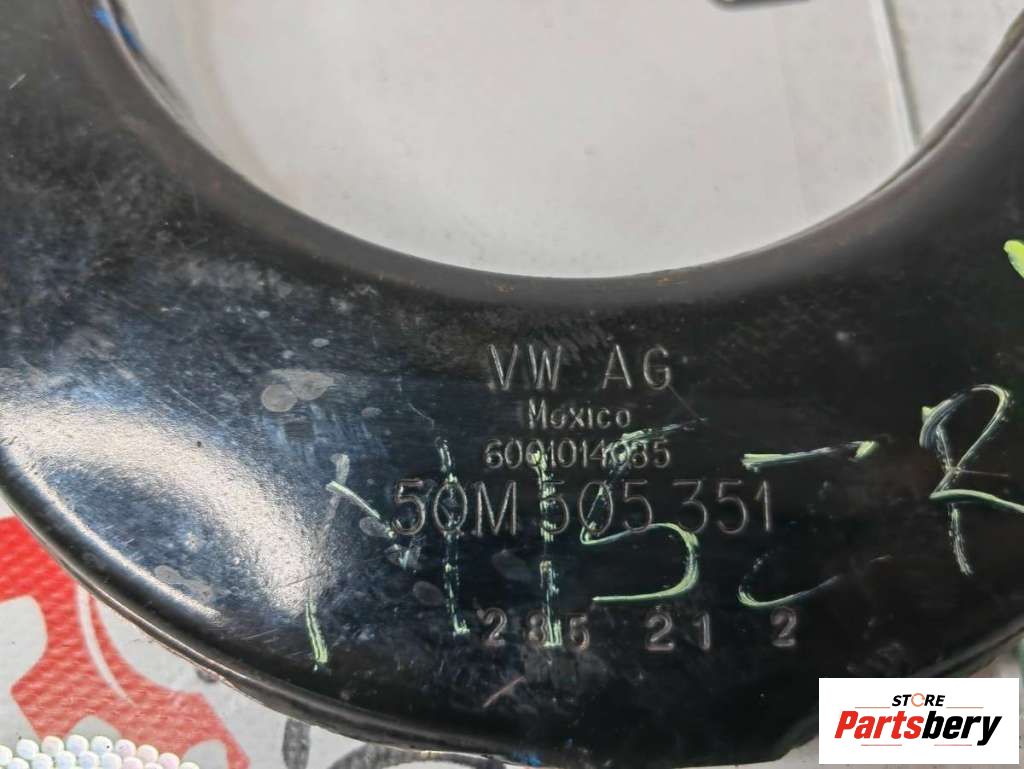 VW AG
Mexico
6001014035
5QM 505 351
285 21 2
STORE
Partsbery